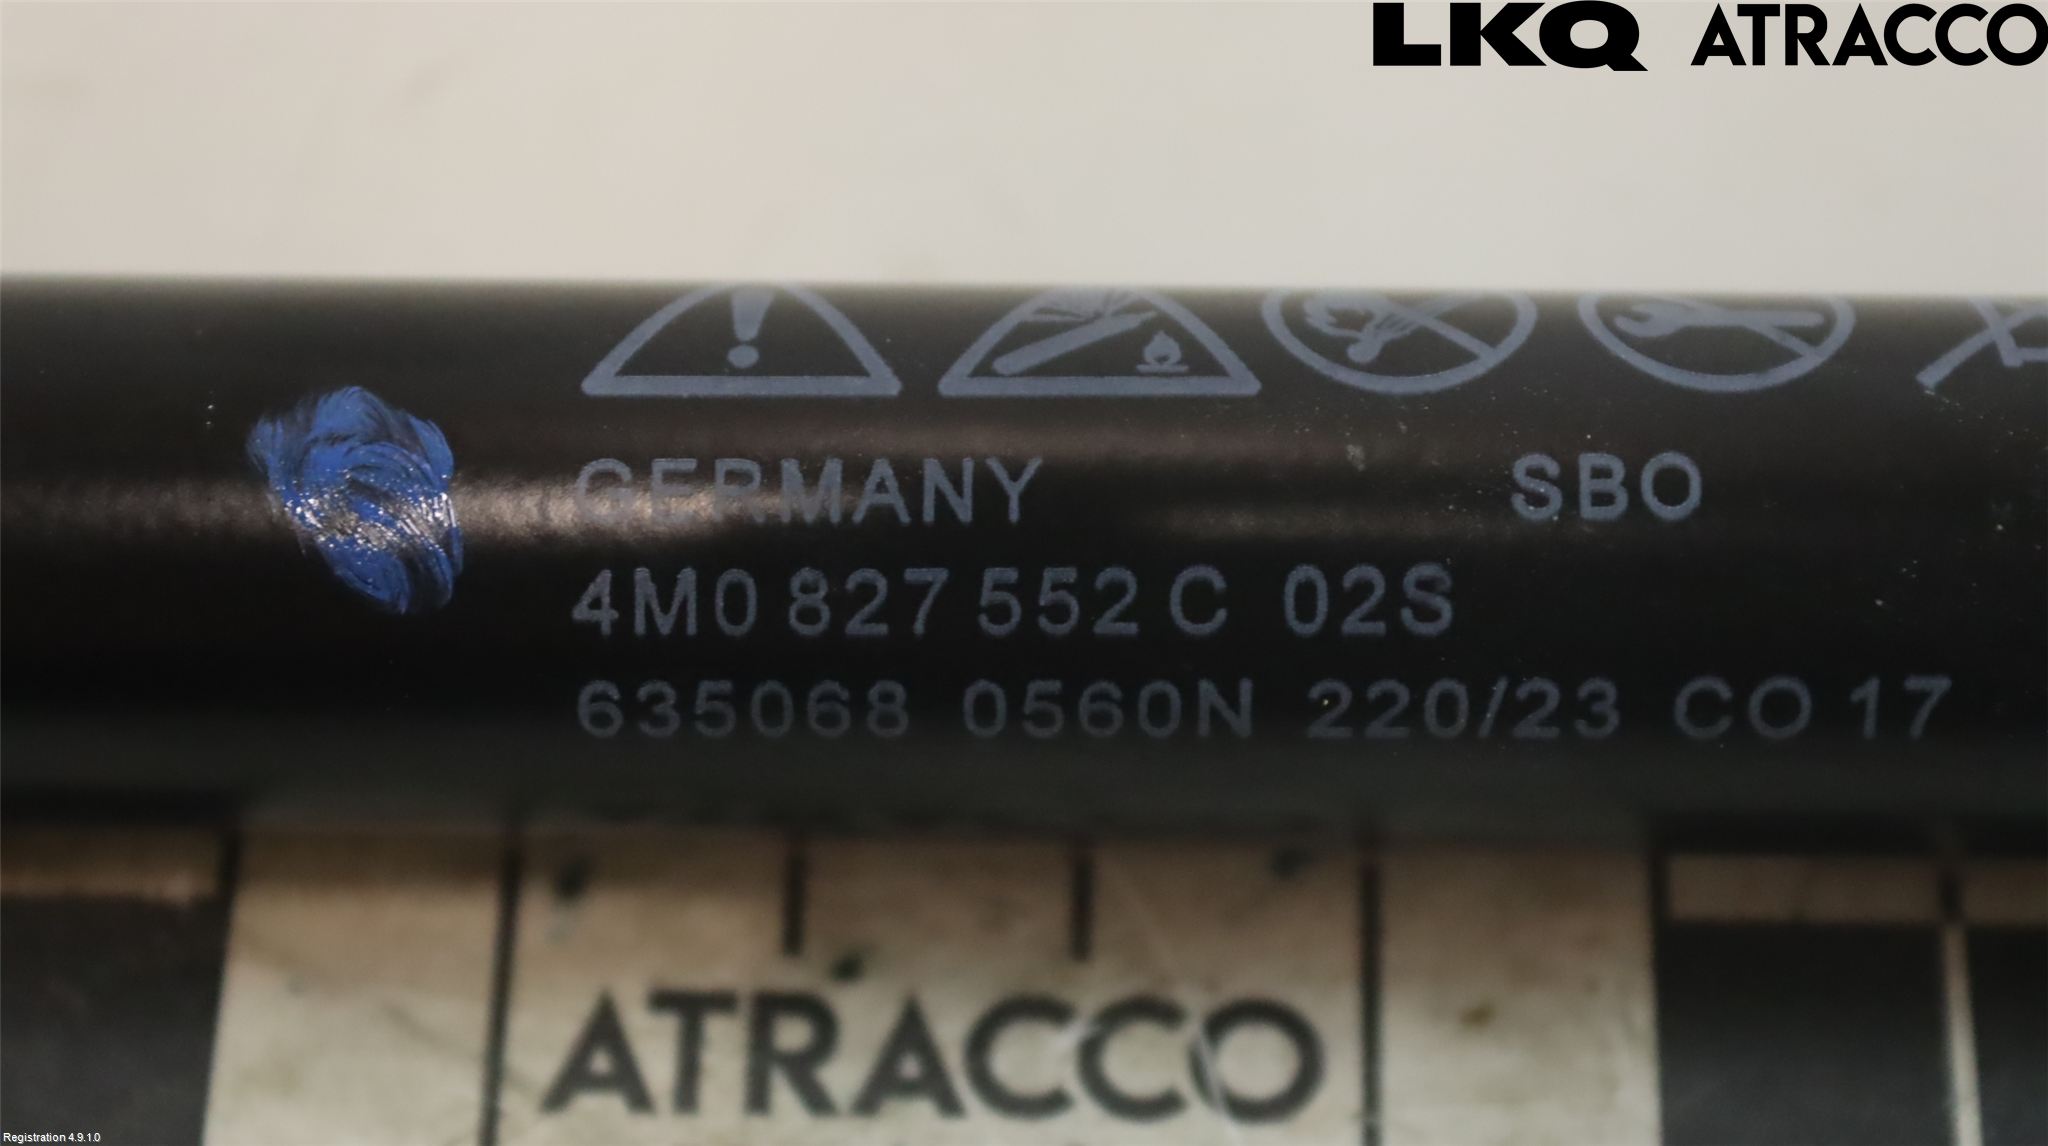 LKQ ATRACCO
GERMANY SBO
4M0 827 552 C 02S
635068 0560N 220/23 CO 17
ATRACCO
Registration 4.9.1.0